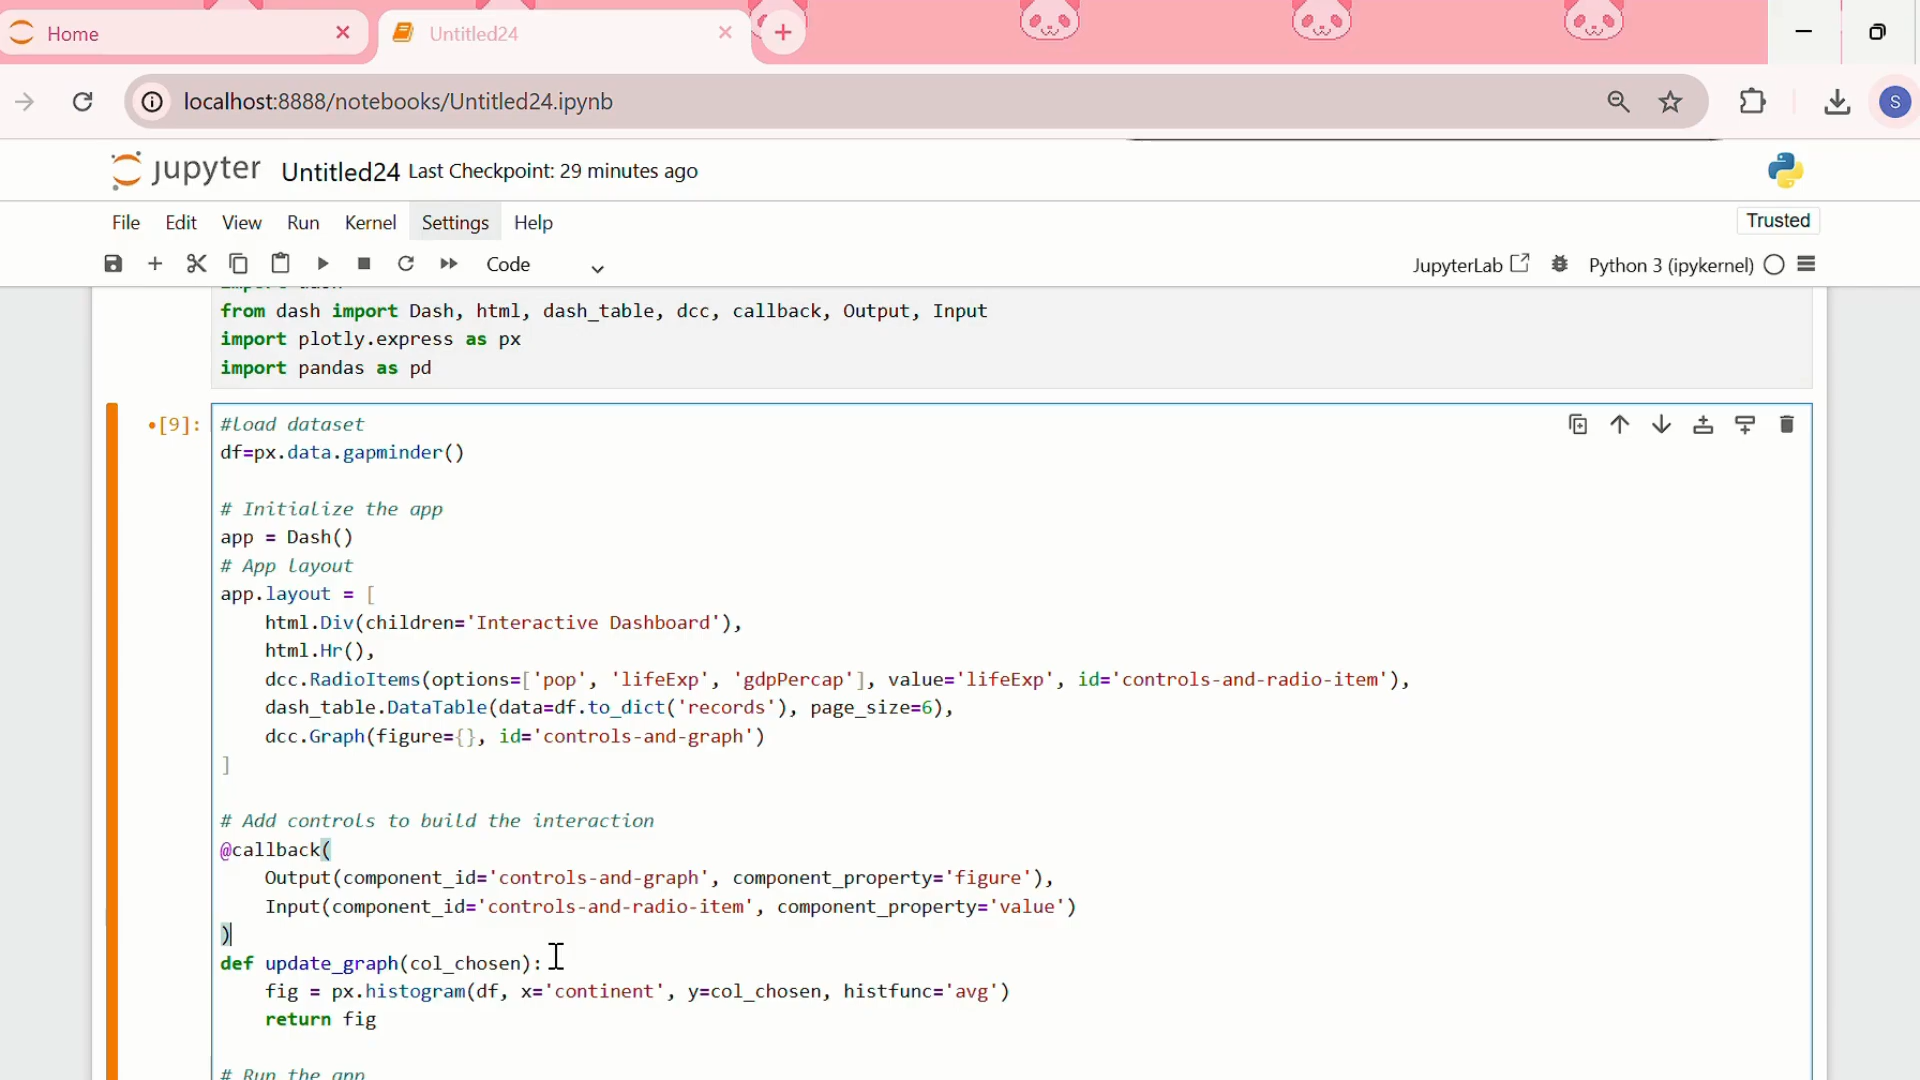 Home
Untitled24
localhost:8888/notebooks/Untitled24.ipynb
S
jupyter Untitled24 Last Checkpoint: 29 minutes ago
File Edit View Run Kernel Settings Help
Trusted
Code
JupyterLab
Python 3 (ipykernel)
import dash
from dash import Dash, html, dash_table, dcc, callback, Output, Input
import plotly.express as px
import pandas as pd
•[9]:
#load dataset
df=px.data.gapminder()
# Initialize the app
app = Dash()
# App layout
app.layout = [
    html.Div(children='Interactive Dashboard'),
    html.Hr(),
    dcc.RadioItems(options=['pop', 'lifeExp', 'gdpPercap'], value='lifeExp', id='controls-and-radio-item'),
    dash_table.DataTable(data=df.to_dict('records'), page_size=6),
    dcc.Graph(figure={}, id='controls-and-graph')
]
# Add controls to build the interaction
@callback(
    Output(component_id='controls-and-graph', component_property='figure'),
    Input(component_id='controls-and-radio-item', component_property='value')
)
def update_graph(col_chosen):
    fig = px.histogram(df, x='continent', y=col_chosen, histfunc='avg')
    return fig
# Run the app